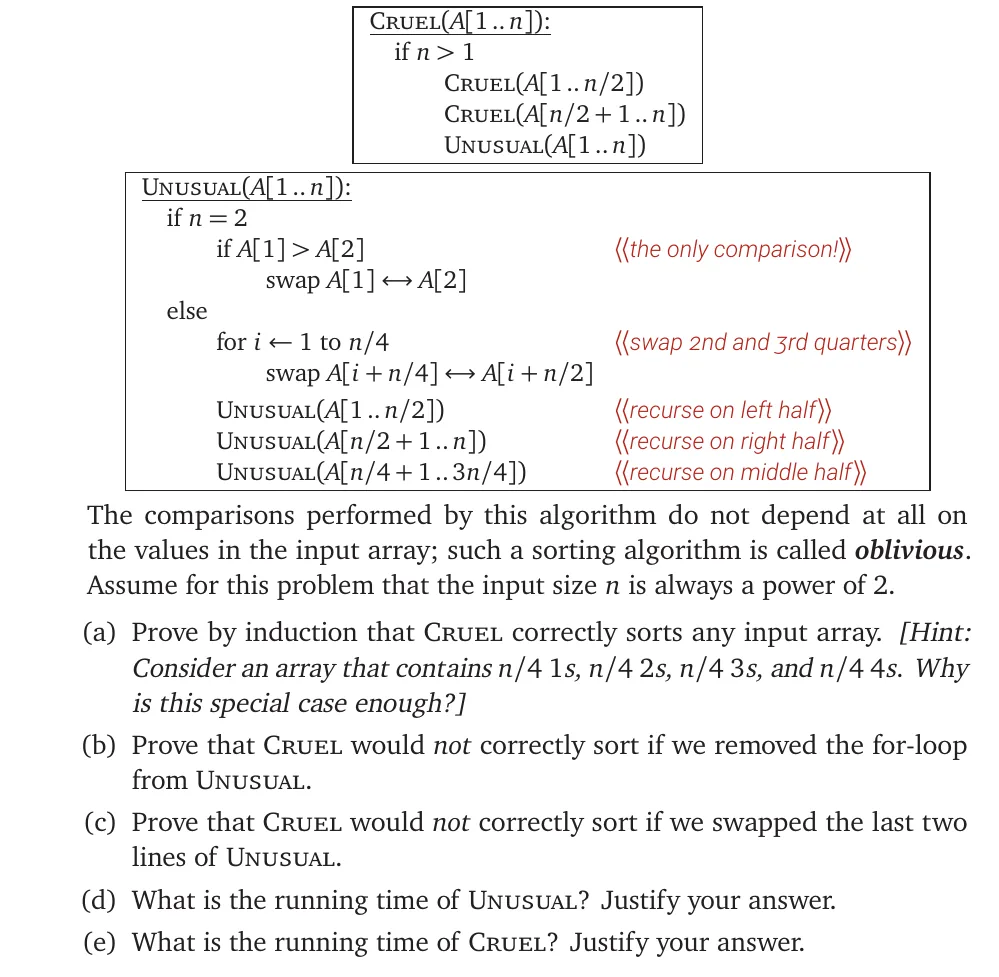 CRUEL(A[1 .. n]):
if n > 1
CRUEL(A[1 .. n/2])
CRUEL(A[n/2 + 1 .. n])
UNUSUAL(A[1 .. n])
UNUSUAL(A[1 .. n]):
if n = 2
if A[1] > A[2] ⟨⟨the only comparison!⟩⟩
swap A[1] ↔ A[2]
else
for i ← 1 to n/4 ⟨⟨swap 2nd and 3rd quarters⟩⟩
swap A[i + n/4] ↔ A[i + n/2]
UNUSUAL(A[1 .. n/2]) ⟨⟨recurse on left half⟩⟩
UNUSUAL(A[n/2 + 1 .. n]) ⟨⟨recurse on right half⟩⟩
UNUSUAL(A[n/4 + 1 .. 3n/4]) ⟨⟨recurse on middle half⟩⟩
The comparisons performed by this algorithm do not depend at all on
the values in the input array; such a sorting algorithm is called oblivious.
Assume for this problem that the input size n is always a power of 2.
(a) Prove by induction that CRUEL correctly sorts any input array. [Hint:
Consider an array that contains n/4 1s, n/4 2s, n/4 3s, and n/4 4s. Why
is this special case enough?]
(b) Prove that CRUEL would not correctly sort if we removed the for-loop
from UNUSUAL.
(c) Prove that CRUEL would not correctly sort if we swapped the last two
lines of UNUSUAL.
(d) What is the running time of UNUSUAL? Justify your answer.
(e) What is the running time of CRUEL? Justify your answer.